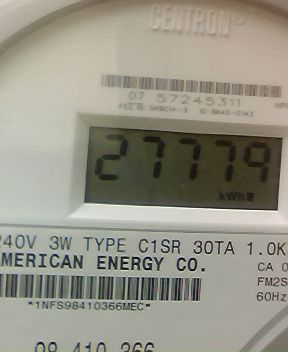 CENTRON®
07 57245311
27779
kWh
240V 3W TYPE C1SR 30TA 1.0K
AMERICAN ENERGY CO.
CA 0
FM2S
60Hz
*1NFS98410366MEC*
98 410 366